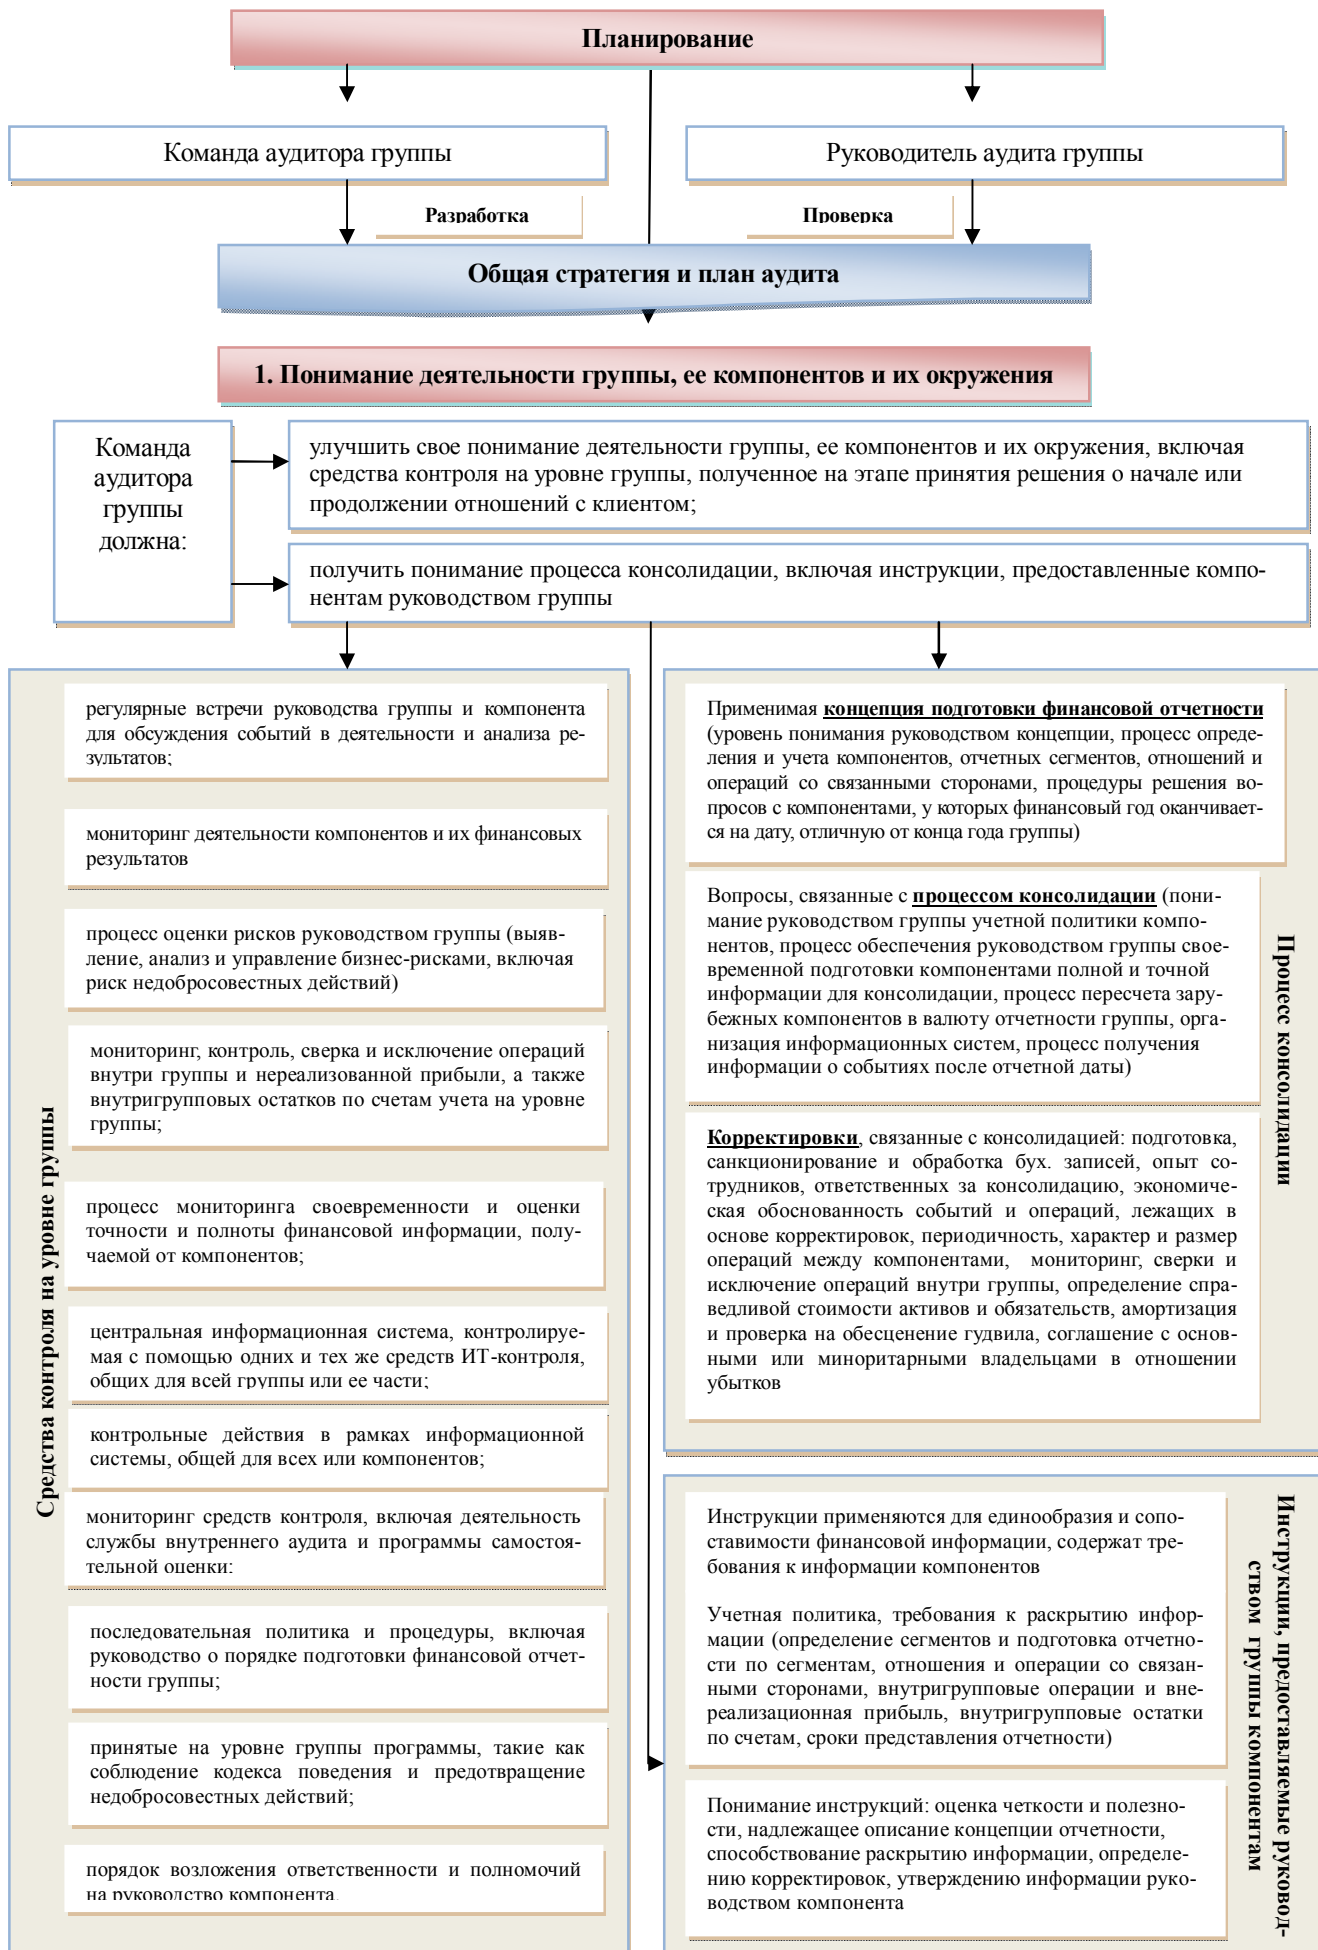 Планирование
Команда аудитора группы
Руководитель аудита группы
Разработка
Проверка
Общая стратегия и план аудита
1. Понимание деятельности группы, ее компонентов и их окружения
Команда
аудитора
группы
должна:
улучшить свое понимание деятельности группы, ее компонентов и их окружения, включая
средства контроля на уровне группы, полученное на этапе принятия решения о начале или
продолжении отношений с клиентом;
получить понимание процесса консолидации, включая инструкции, предоставленные компо-
нентам руководством группы
Средства контроля на уровне группы
регулярные встречи руководства группы и компонента
для обсуждения событий в деятельности и анализа ре-
зультатов;
мониторинг деятельности компонентов и их финансовых
результатов
процесс оценки рисков руководством группы (выяв-
ление, анализ и управление бизнес-рисками, включая
риск недобросовестных действий)
мониторинг, контроль, сверка и исключение операций
внутри группы и нереализованной прибыли, а также
внутригрупповых остатков по счетам учета на уровне
группы;
процесс мониторинга своевременности и оценки
точности и полноты финансовой информации, полу-
чаемой от компонентов;
центральная информационная система, контролируе-
мая с помощью одних и тех же средств ИТ-контроля,
общих для всей группы или ее части;
контрольные действия в рамках информационной
системы, общей для всех или компонентов;
мониторинг средств контроля, включая деятельность
службы внутреннего аудита и программы самостоя-
тельной оценки:
последовательная политика и процедуры, включая
руководство о порядке подготовки финансовой отчет-
ности группы;
принятые на уровне группы программы, такие как
соблюдение кодекса поведения и предотвращение
недобросовестных действий;
порядок возложения ответственности и полномочий
на руководство компонента.
Применимая концепция подготовки финансовой отчетности
(уровень понимания руководством концепции, процесс опреде-
ления и учета компонентов, отчетных сегментов, отношений и
операций со связанными сторонами, процедуры решения во-
просов с компонентами, у которых финансовый год оканчивает-
ся на дату, отличную от конца года группы)
Вопросы, связанные с процессом консолидации (пони-
мание руководством группы учетной политики компо-
нентов, процесс обеспечения руководством группы свое-
временной подготовки компонентами полной и точной
информации для консолидации, процесс пересчета зару-
бежных компонентов в валюту отчетности группы, орга-
низация информационных систем, процесс получения
информации о событиях после отчетной даты)
Корректировки, связанные с консолидацией: подготовка,
санкционирование и обработка бух. записей, опыт со-
трудников, ответственных за консолидацию, экономиче-
ская обоснованность событий и операций, лежащих в
основе корректировок, периодичность, характер и размер
операций между компонентами, мониторинг, сверки и
исключение операций внутри группы, определение спра-
ведливой стоимости активов и обязательств, амортизация
и проверка на обесценение гудвила, соглашение с основ-
ными или миноритарными владельцами в отношении
убытков
Процесс консолидации
Инструкции применяются для единообразия и сопо-
ставимости финансовой информации, содержат тре-
бования к информации компонентов
Учетная политика, требования к раскрытию инфор-
мации (определение сегментов и подготовка отчетно-
сти по сегментам, отношения и операции со связан-
ными сторонами, внутригрупповые операции и вне-
реализационная прибыль, внутригрупповые остатки
по счетам, сроки представления отчетности)
Понимание инструкций: оценка четкости и полезно-
сти, надлежащее описание концепции отчетности,
способствование раскрытию информации, определе-
нию корректировок, утверждению информации руко-
водством компонента
Инструкции, предоставляемые руковод-
ством группы компонентам